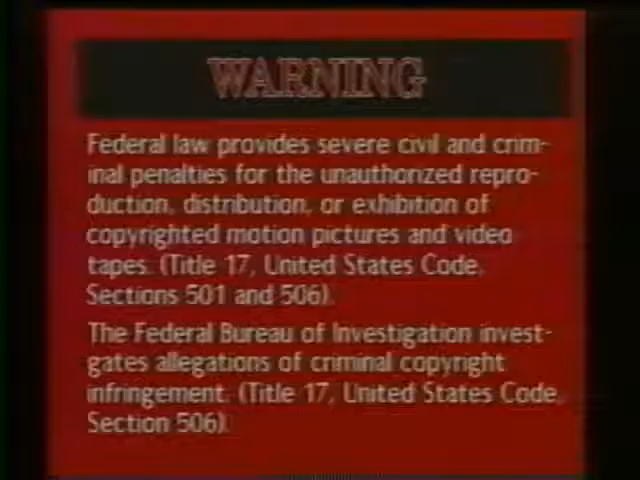 WARNING
Federal law provides severe civil and crim-
inal penalties for the unauthorized repro-
duction, distribution, or exhibition of
copyrighted motion pictures and video
tapes. (Title 17, United States Code,
Sections 501 and 506).
The Federal Bureau of Investigation invest-
gates allegations of criminal copyright
infringement. (Title 17, United States Code,
Section 506).